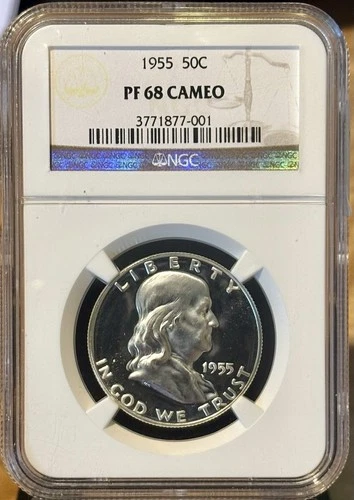 1955 50C
PF 68 CAMEO
3771877-001
NGC
LIBERTY
1955
IN GOD WE TRUST